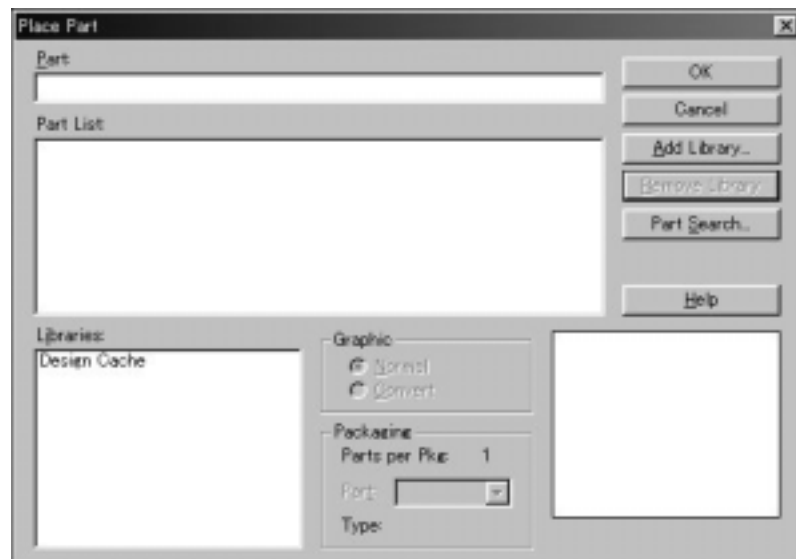 Place Part
Part:
OK
Cancel
Part List:
Add Library...
Remove Library
Part Search...
Help
Libraries:
Design Cache
Graphic
Normal
Convert
Packaging
Parts per Pkg: 1
Part:
Type: